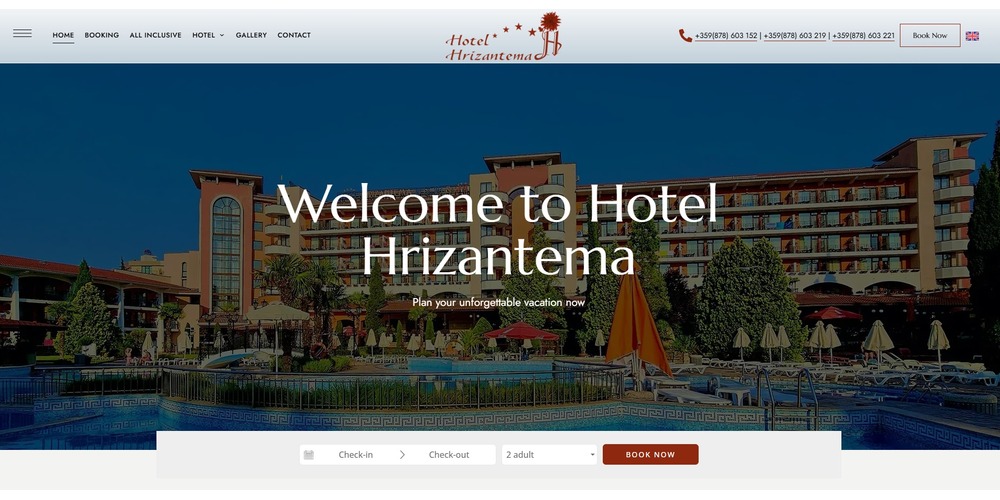 HOME
BOOKING
ALL INCLUSIVE
HOTEL
GALLERY
CONTACT
Hotel
Hrizantema
+359(878) 603 152 | +359(878) 603 219 | +359(878) 603 221
Book Now
Welcome to Hotel
Hrizantema
Plan your unforgettable vacation now
Check-in
Check-out
2 adult
BOOK NOW